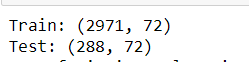 Train: (2971, 72)
Test: (288, 72)